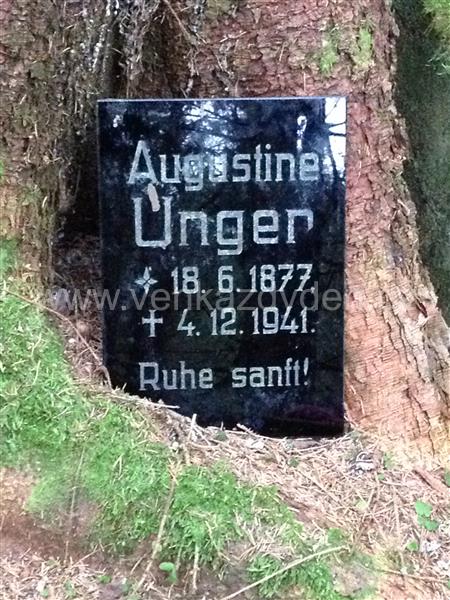 Augustine
Unger
✶ 18.6.1877.
✝ 4.12.1941.
Ruhe sanft!